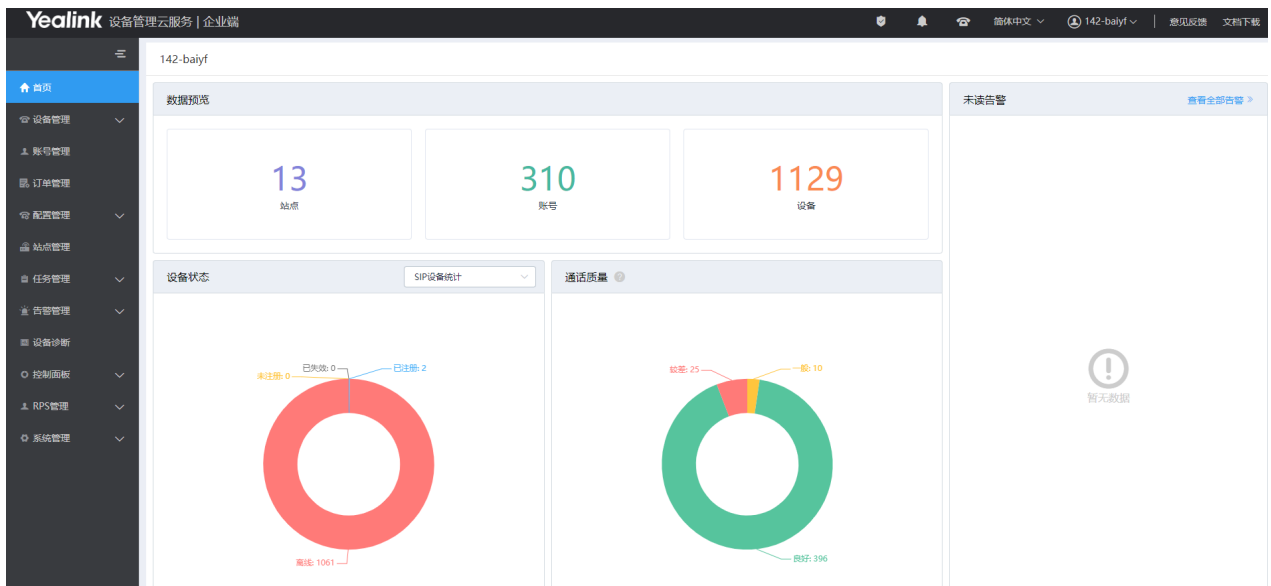 Yealink 设备管理云服务 | 企业端
简体中文
142-baiyf
意见反馈
文档下载
首页
设备管理
账号管理
订单管理
配置管理
站点管理
任务管理
告警管理
设备诊断
控制面板
RPS管理
系统管理
142-baiyf
数据预览
13
站点
310
账号
1129
设备
设备状态
SIP设备统计
已失效: 0
已注册: 2
未注册: 0
离线: 1061
通话质量
较差: 25
一般: 10
良好: 396
未读告警
查看全部告警
暂无数据